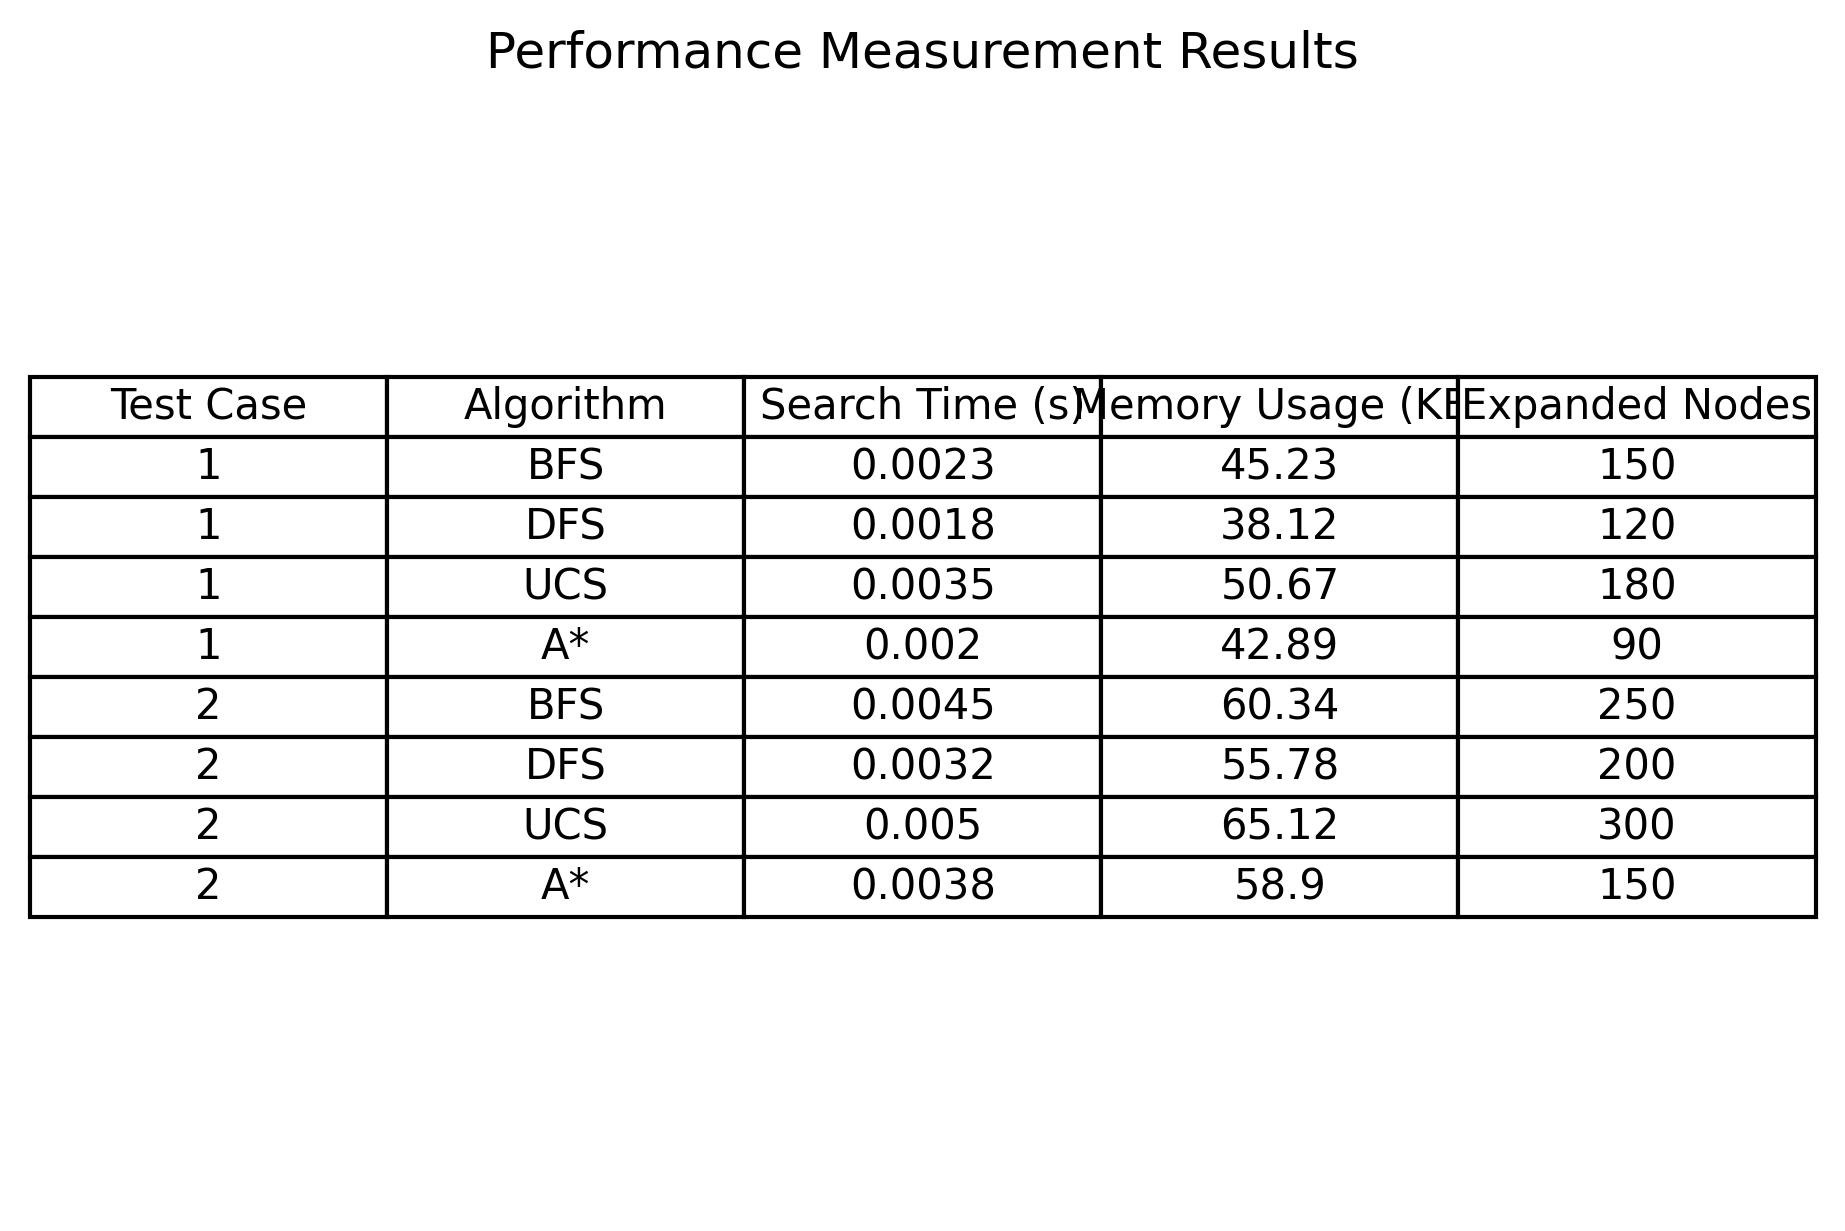 Performance Measurement Results
Test Case Algorithm Search Time (s) Memory Usage (KB Expanded Nodes
1 BFS 0.0023 45.23 150
1 DFS 0.0018 38.12 120
1 UCS 0.0035 50.67 180
1 A* 0.002 42.89 90
2 BFS 0.0045 60.34 250
2 DFS 0.0032 55.78 200
2 UCS 0.005 65.12 300
2 A* 0.0038 58.9 150